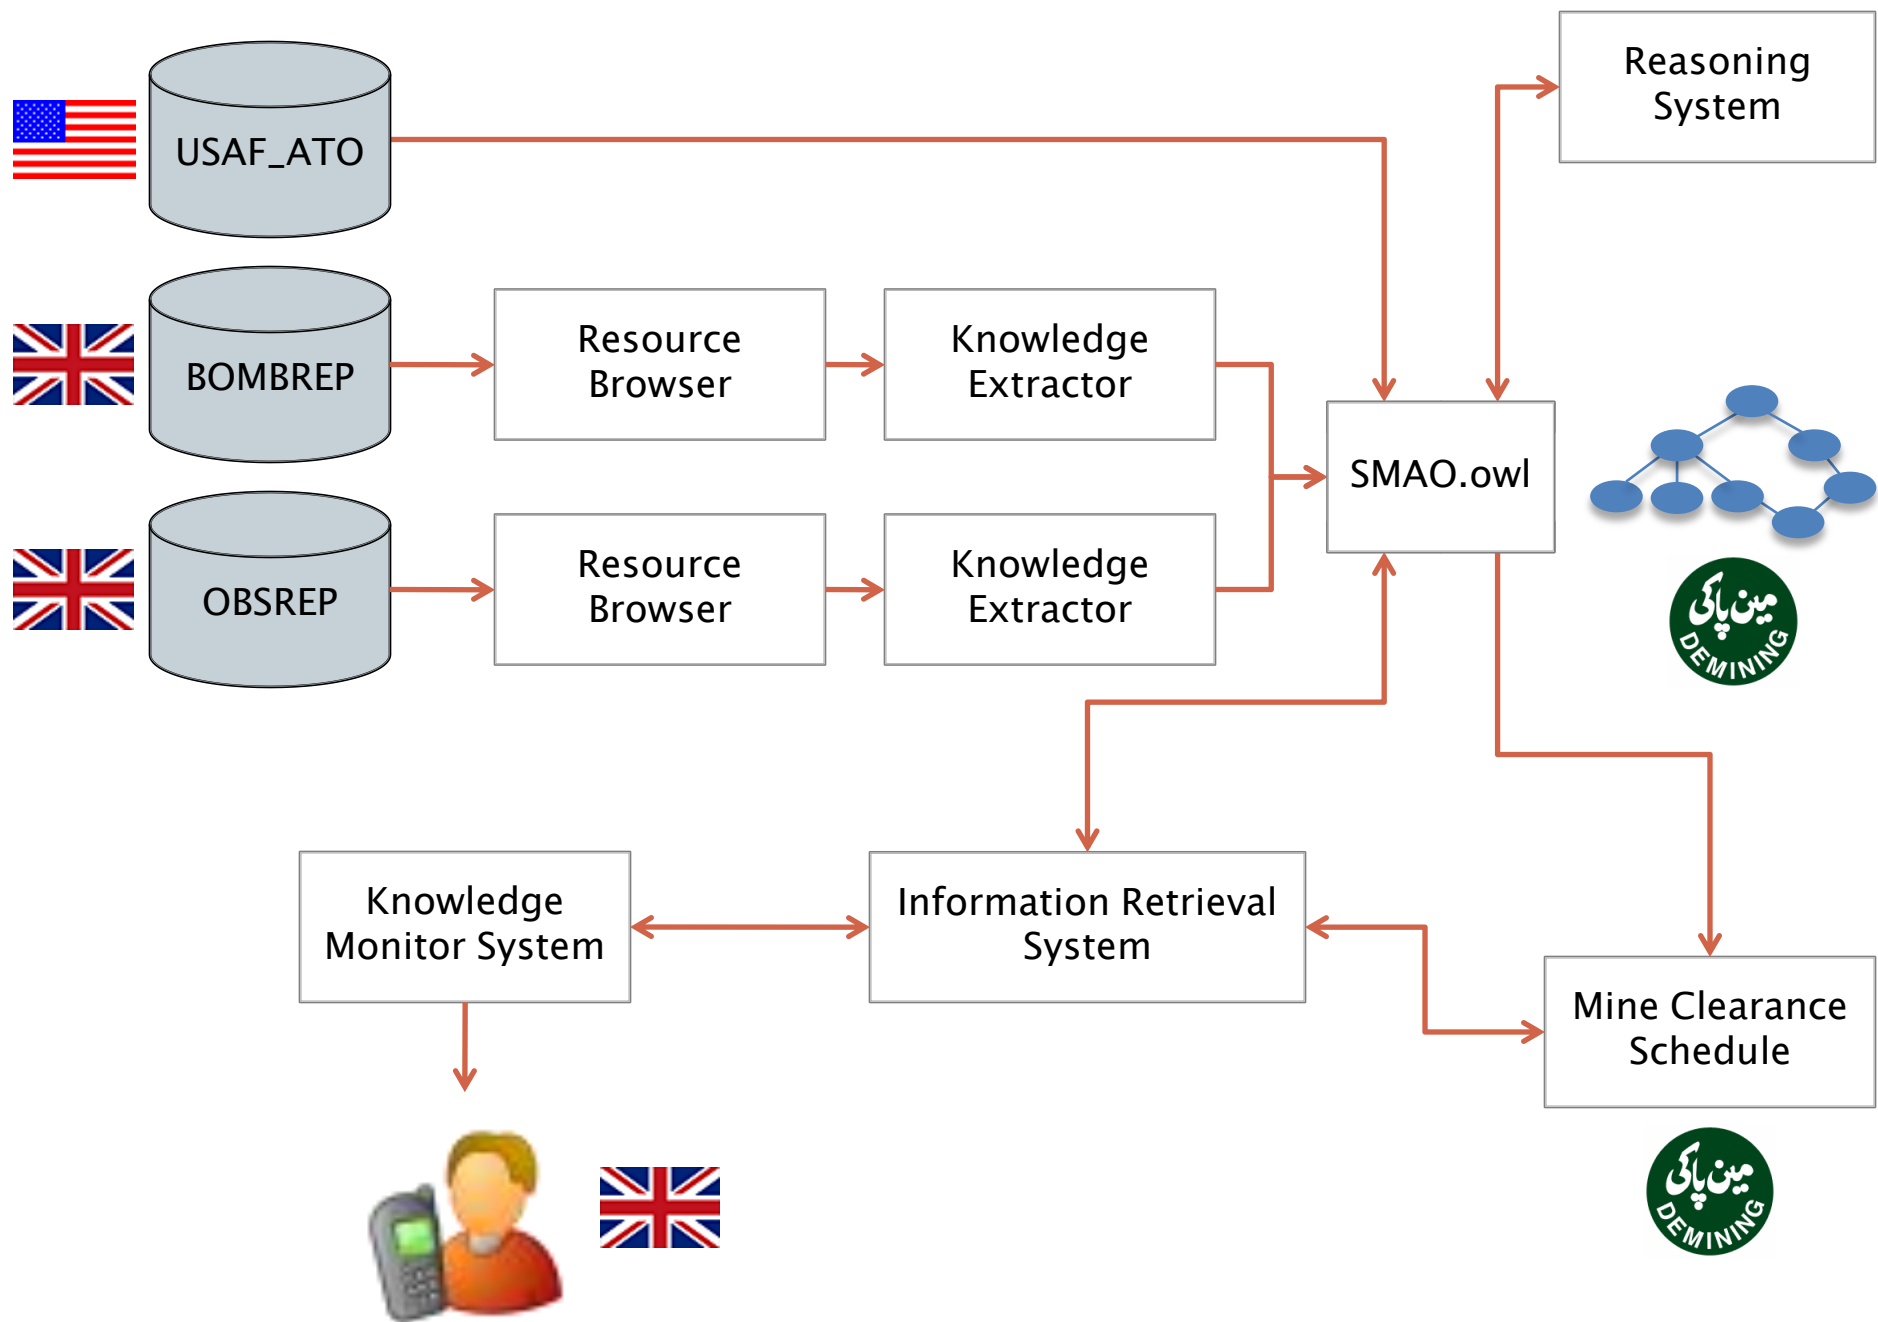 Reasoning
System
USAF_ATO
BOMBREP
Resource
Browser
Knowledge
Extractor
SMAO.owl
OBSREP
Resource
Browser
Knowledge
Extractor
مین پاکی
DEMINING
Knowledge
Monitor System
Information Retrieval
System
Mine Clearance
Schedule
مین پاکی
DEMINING